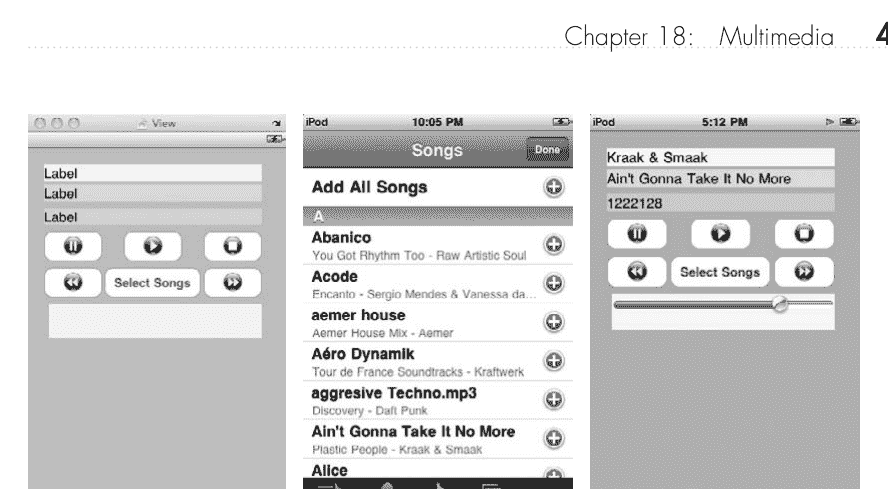 Chapter 18: Multimedia 4
View
Label
Label
Label
Select Songs
iPod 10:05 PM
Songs Done
Add All Songs
A
Abanico
You Got Rhythm Too - Raw Artistic Soul
Acode
Encanto - Sergio Mendes & Vanessa da...
aemer house
Aemer House Mix - Aemer
Aéro Dynamik
Tour de France Soundtracks - Kraftwerk
aggresive Techno.mp3
Discovery - Daft Punk
Ain't Gonna Take It No More
Plastic People - Kraak & Smaak
Alice
iPod 5:12 PM
Kraak & Smaak
Ain't Gonna Take It No More
1222128
Select Songs